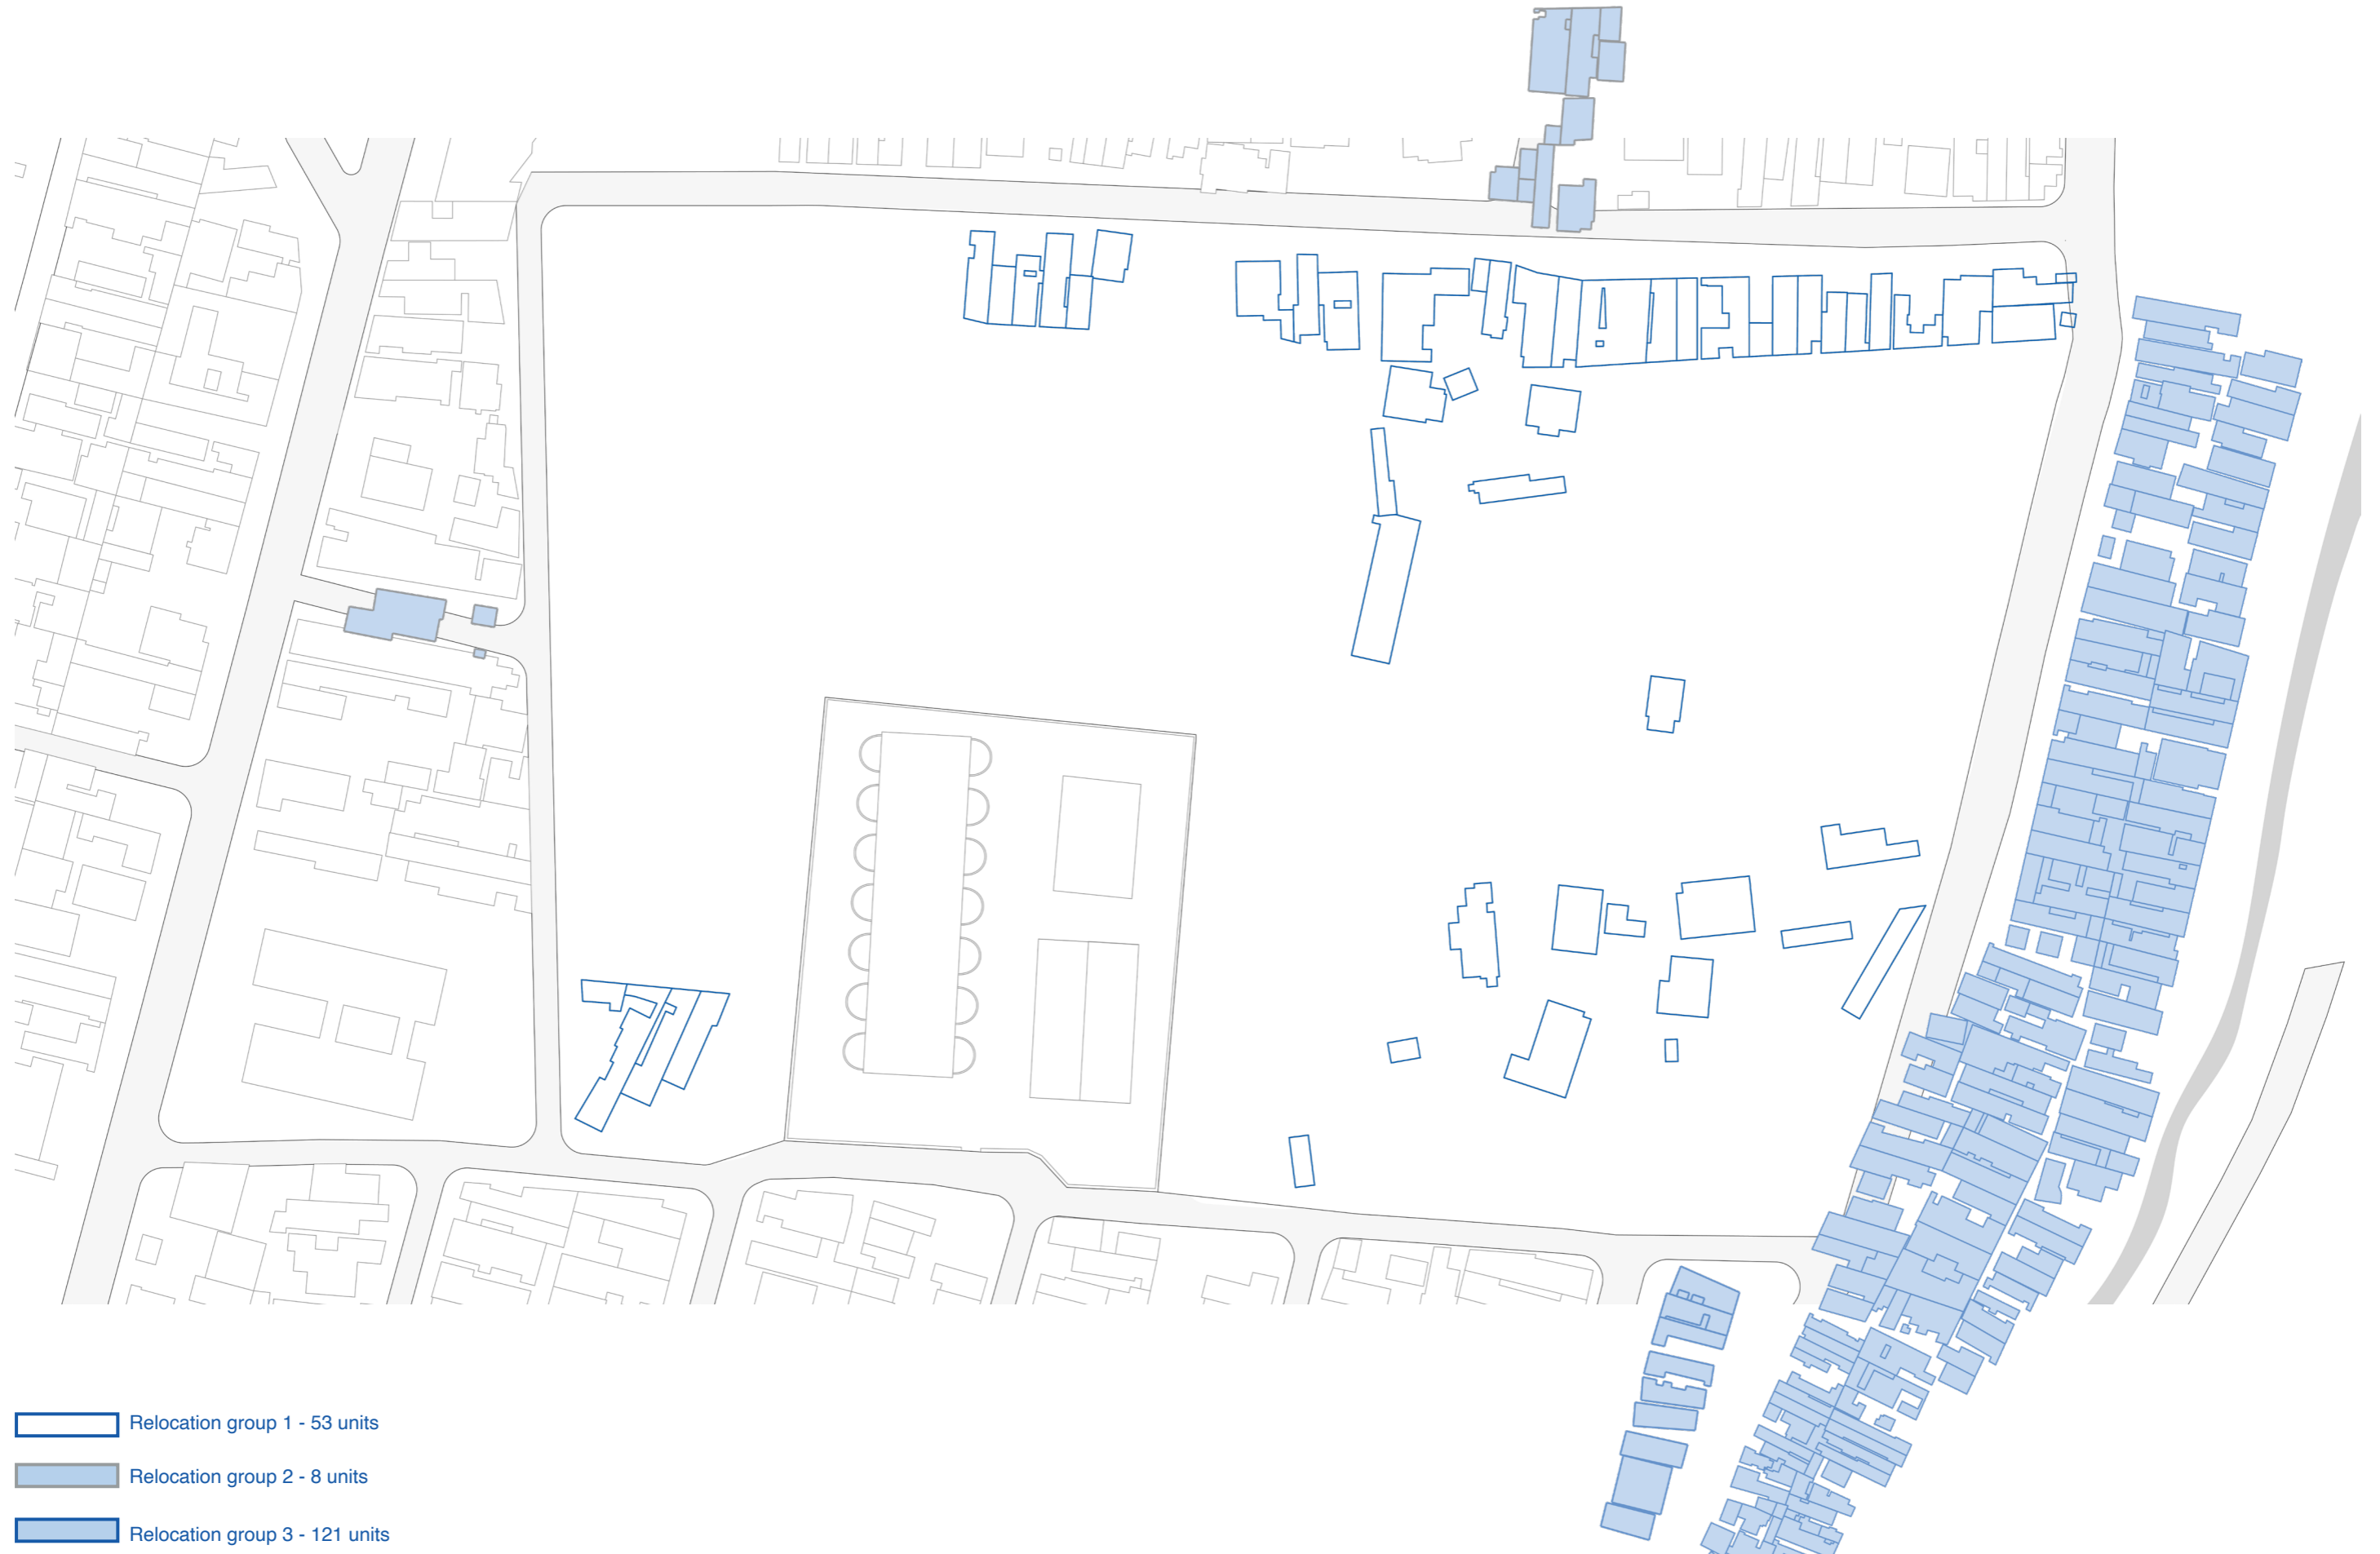 Relocation group 1 - 53 units
Relocation group 2 - 8 units
Relocation group 3 - 121 units